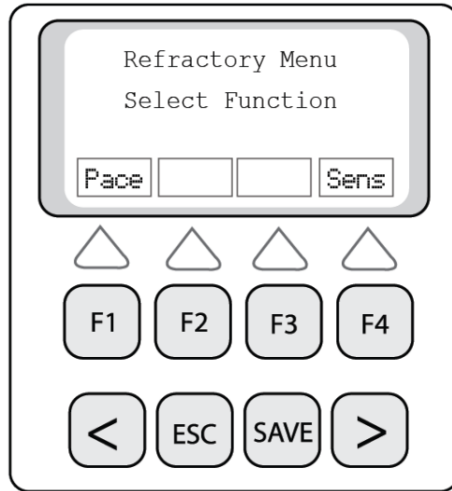 Refractory Menu
Select Function
Pace Sens
F1 F2 F3 F4
< ESC SAVE >